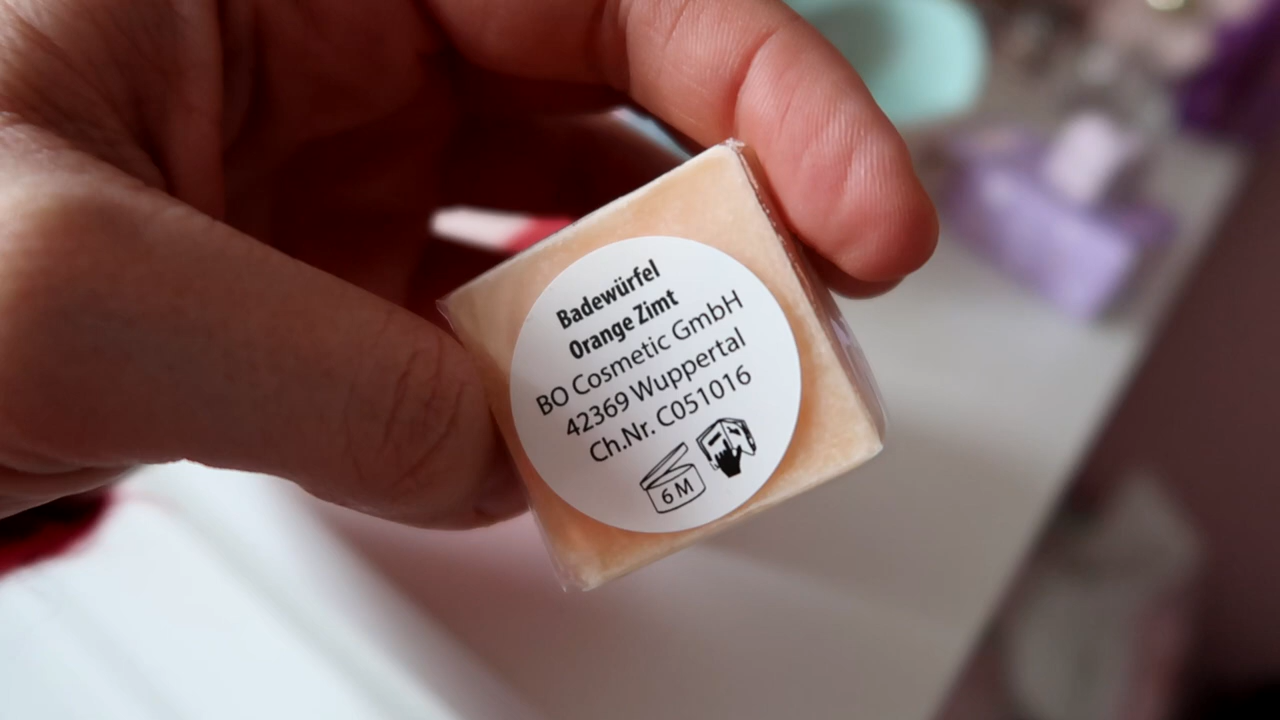 Badewürfel
Orange Zimt
BO Cosmetic GmbH
42369 Wuppertal
Ch.Nr. C051016
6 M